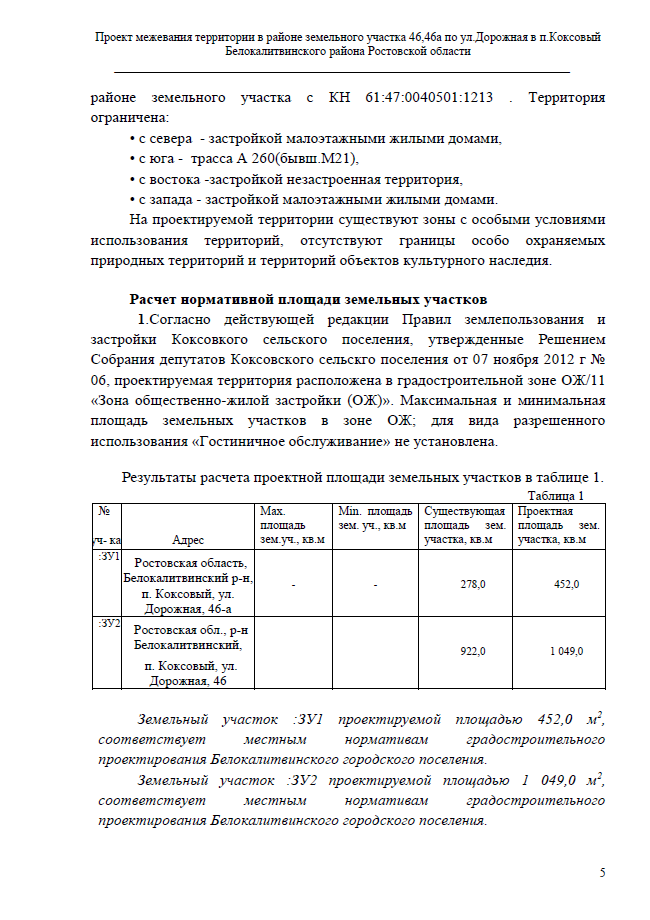 Проект межевания территории в районе земельного участка 46,46а по ул.Дорожная в п.Коксовый
Белокалитвинского района Ростовской области
районе земельного участка с КН 61:47:0040501:1213 . Территория
ограничена:
• с севера - застройкой малоэтажными жилыми домами,
• с юга - трасса А 260(бывш.М21),
• с востока -застройкой незастроенная территория,
• с запада - застройкой малоэтажными жилыми домами.
На проектируемой территории существуют зоны с особыми условиями
использования территорий, отсутствуют границы особо охраняемых
природных территорий и территорий объектов культурного наследия.
Расчет нормативной площади земельных участков
1.Согласно действующей редакции Правил землепользования и
застройки Коксовкого сельского поселения, утвержденные Решением
Собрания депутатов Коксовского сельскго поселения от 07 ноября 2012 г №
06, проектируемая территория расположена в градостроительной зоне ОЖ/11
«Зона общественно-жилой застройки (ОЖ)». Максимальная и минимальная
площадь земельных участков в зоне ОЖ; для вида разрешенного
использования «Гостиничное обслуживание» не установлена.
Результаты расчета проектной площади земельных участков в таблице 1.
Таблица 1
№
уч- ка
Адрес
Max.
площадь
зем.уч., кв.м
Min. площадь
зем. уч., кв.м
Существующая
площадь зем.
участка, кв.м
Проектная
площадь зем.
участка, кв.м
:ЗУ1
Ростовская область,
Белокалитвинский р-н,
п. Коксовый, ул.
Дорожная, 46-а
-
-
278,0
452,0
:ЗУ2
Ростовская обл., р-н
Белокалитвинский,
п. Коксовый, ул.
Дорожная, 46
922,0
1 049,0
Земельный участок :ЗУ1 проектируемой площадью 452,0 м²,
соответствует местным нормативам градостроительного
проектирования Белокалитвинского городского поселения.
Земельный участок :ЗУ2 проектируемой площадью 1 049,0 м²,
соответствует местным нормативам градостроительного
проектирования Белокалитвинского городского поселения.
5